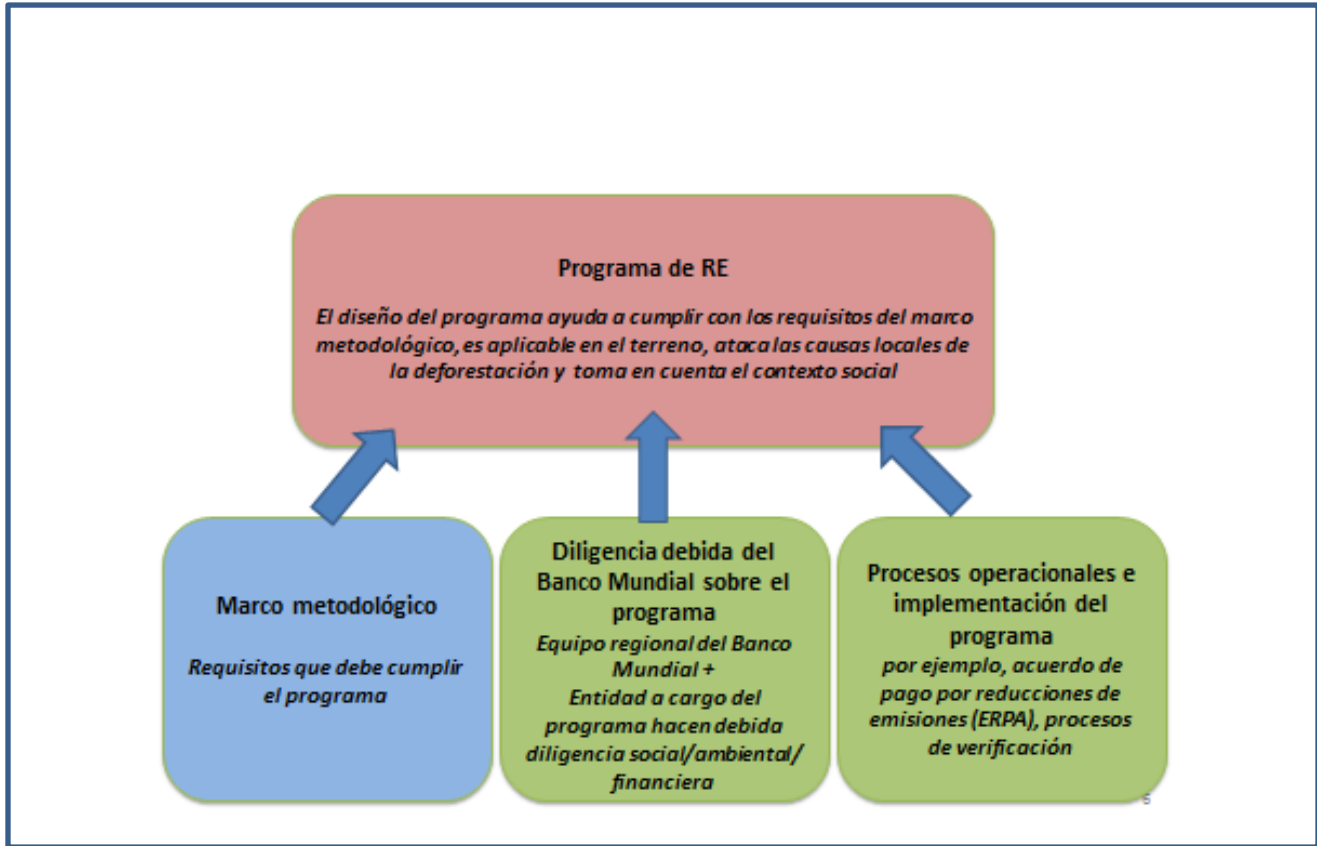 Programa de RE
El diseño del programa ayuda a cumplir con los requisitos del marco
metodológico, es aplicable en el terreno, ataca las causas locales de
la deforestación y toma en cuenta el contexto social
Marco metodológico
Requisitos que debe cumplir
el programa
Diligencia debida del
Banco Mundial sobre el
programa
Equipo regional del Banco
Mundial +
Entidad a cargo del
programa hacen debida
diligencia social/ambiental/
financiera
Procesos operacionales e
implementación del
programa
por ejemplo, acuerdo de
pago por reducciones de
emisiones (ERPA), procesos
de verificación